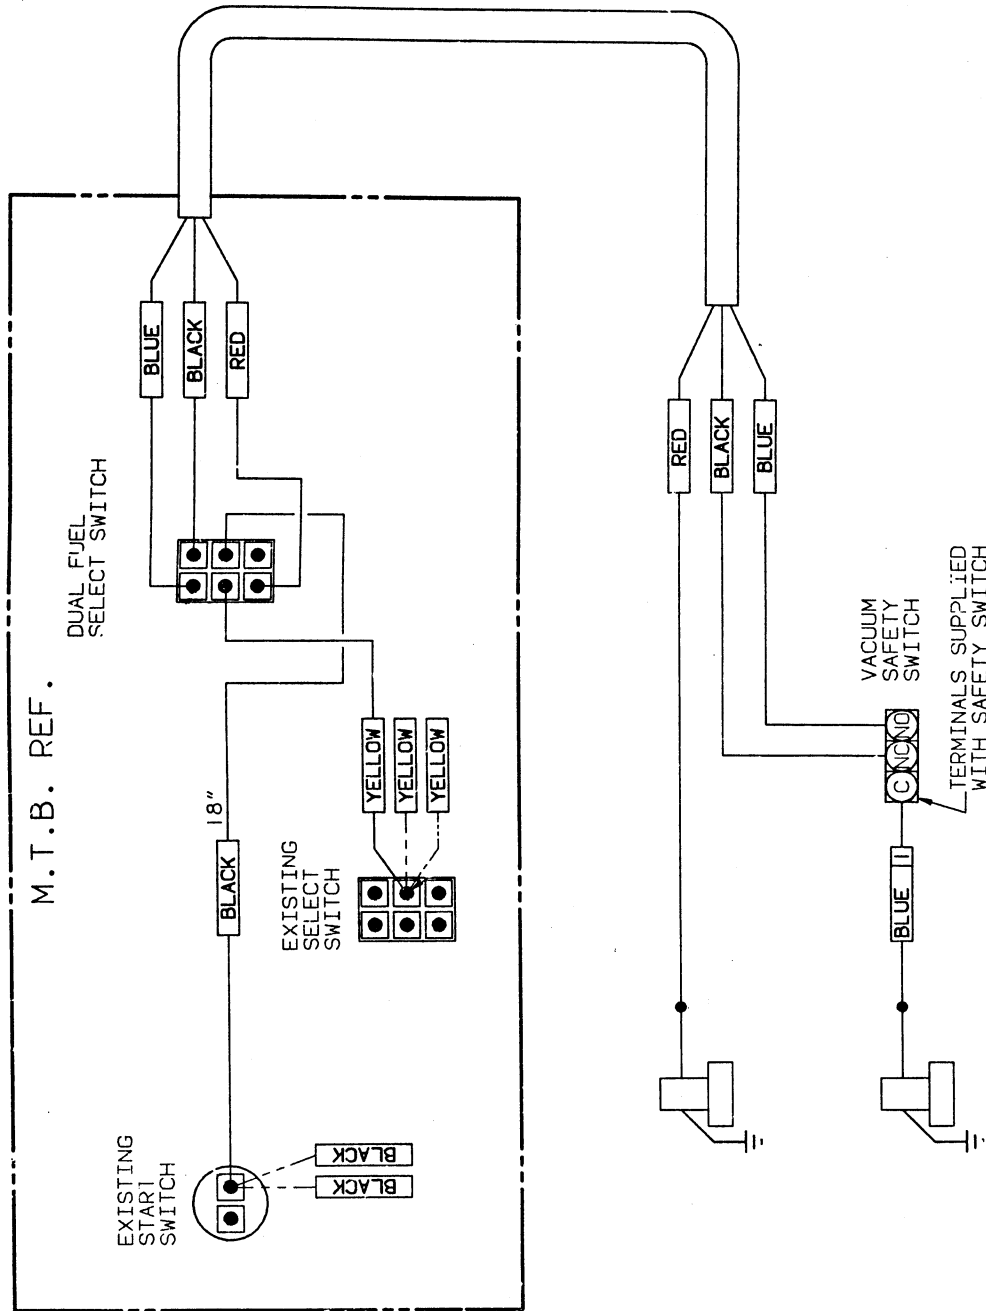 M.T.B. REF.
DUAL FUEL
SELECT SWITCH
BLUE
BLACK
RED
18"
BLACK
YELLOW
YELLOW
YELLOW
EXISTING
SELECT
SWITCH
EXISTING
START
SWITCH
BLACK
BLACK
RED
BLACK
BLUE
VACUUM
SAFETY
SWITCH
C NC NO
TERMINALS SUPPLIED
WITH SAFETY SWITCH
BLUE 1